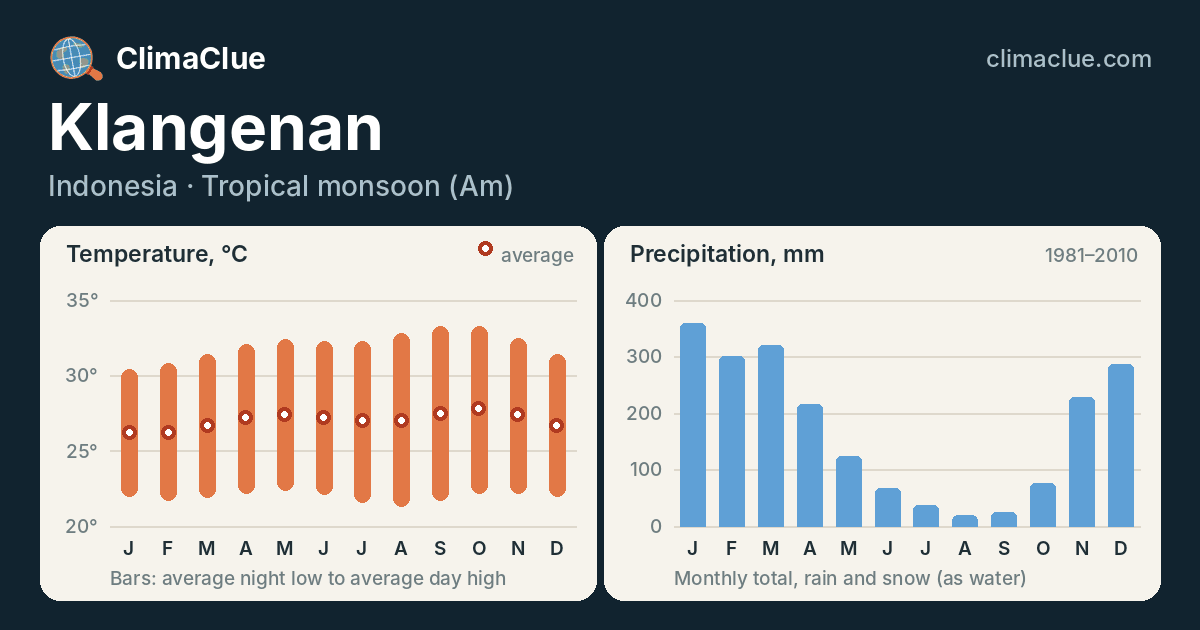 ClimaClue
climaclue.com
Klangenan
Indonesia · Tropical monsoon (Am)
Temperature, °C
average
35°
30°
25°
20°
J F M A M J J A S O N D
Bars: average night low to average day high
Precipitation, mm
1981–2010
400
300
200
100
0
J F M A M J J A S O N D
Monthly total, rain and snow (as water)